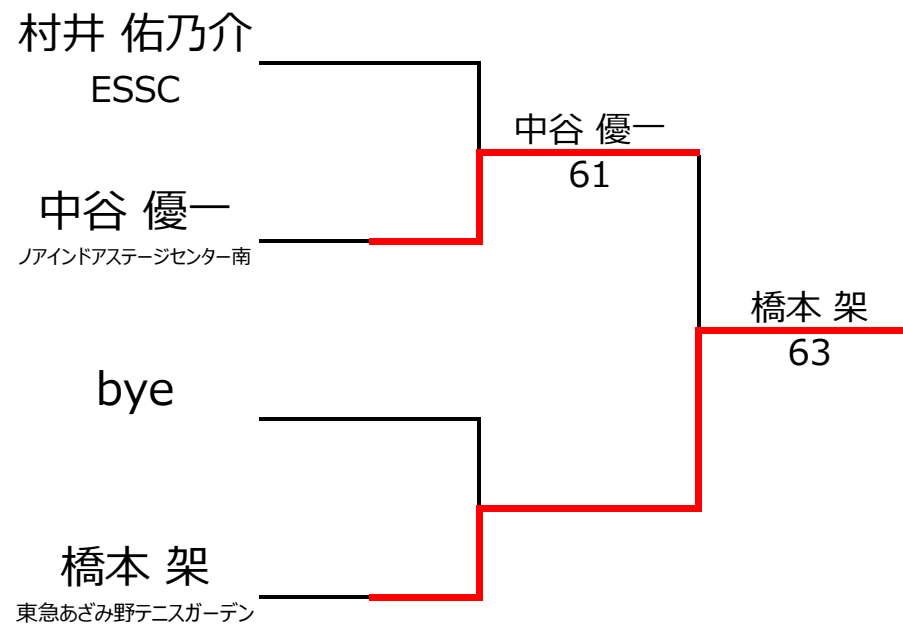 村井 佑乃介
ESSC
中谷 優一
61
中谷 優一
ノアインドアステージセンター南
橋本 架
63
bye
橋本 架
東急あざみ野テニスガーデン